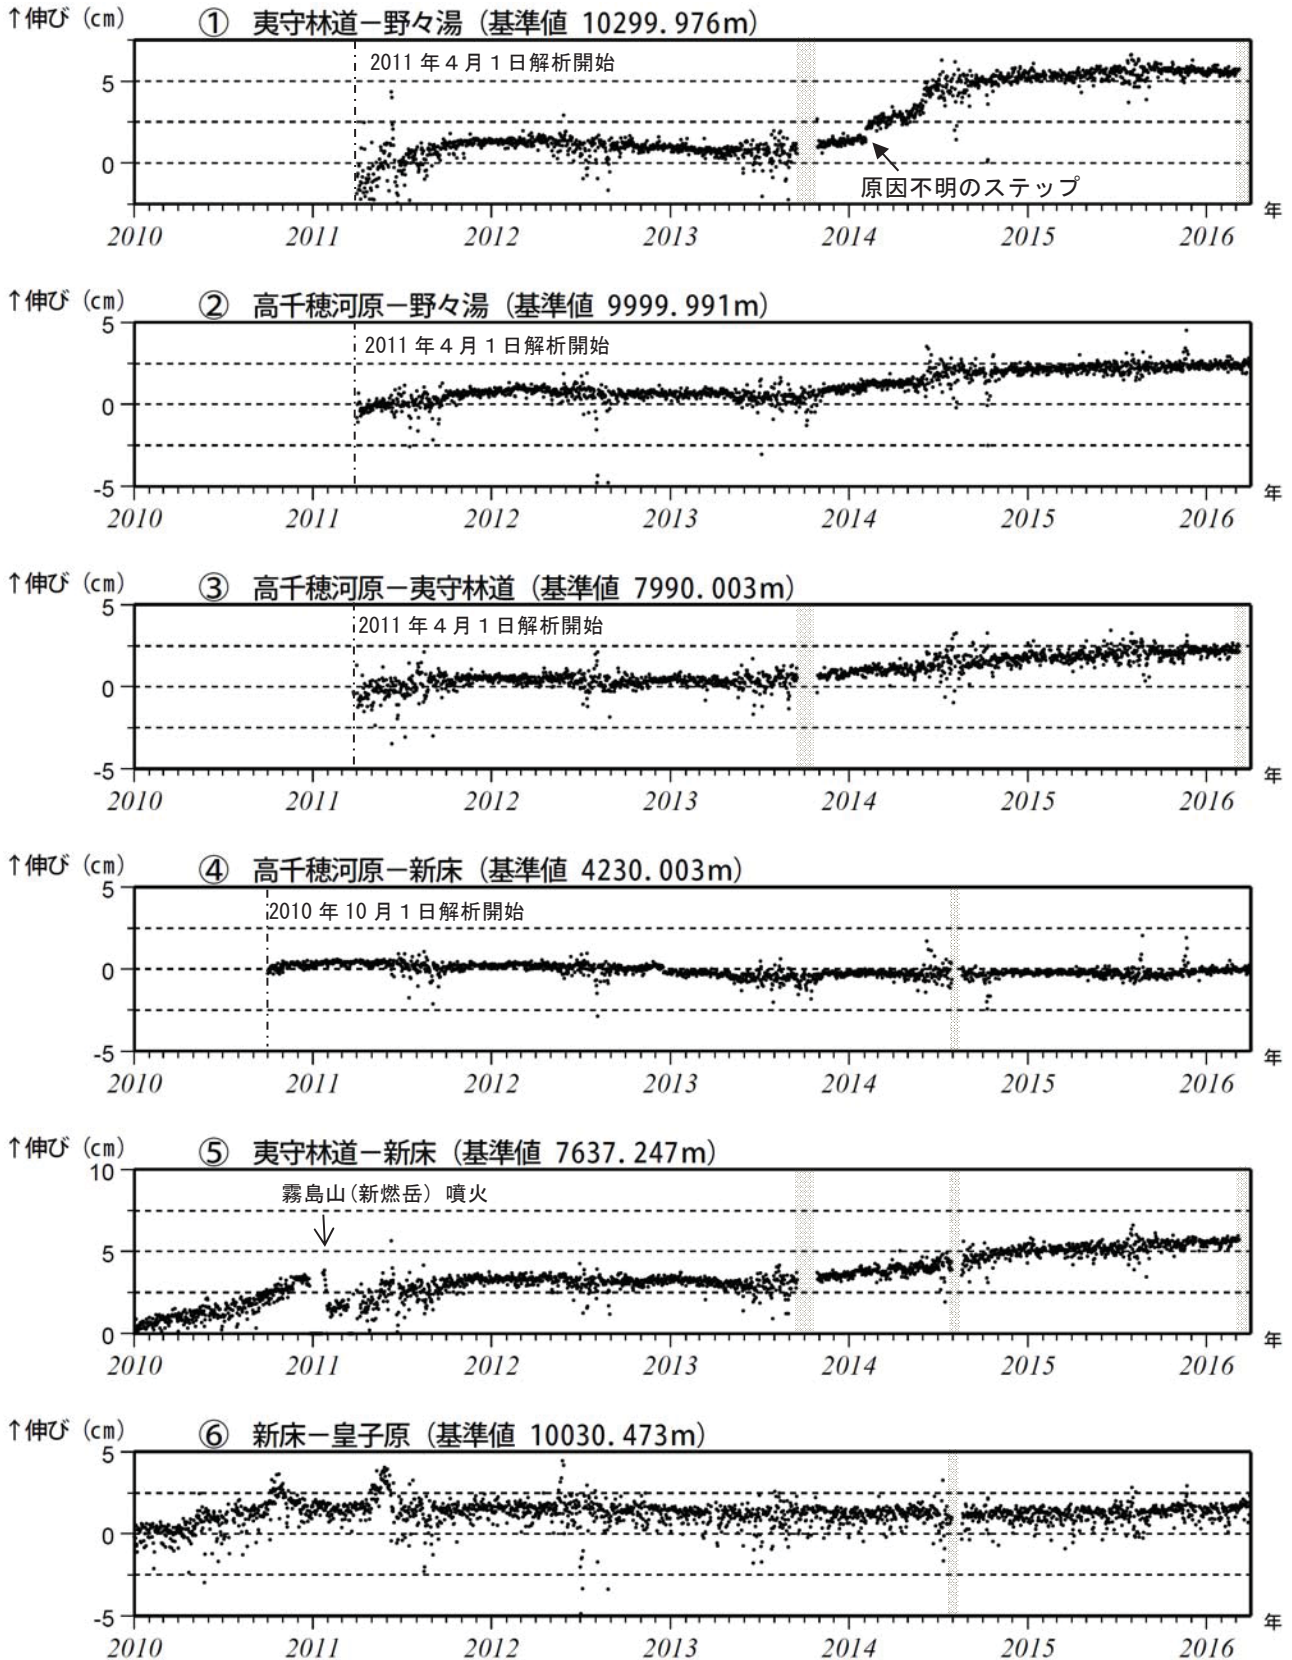 ↑伸び（㎝） ① 夷守林道－野々湯（基準値 10299.976m）
2011 年４月１日解析開始
5
0
原因不明のステップ
年
2010 2011 2012 2013 2014 2015 2016
↑伸び（㎝） ② 高千穂河原－野々湯（基準値 9999.991m）
5
2011 年４月１日解析開始
0
-5
年
2010 2011 2012 2013 2014 2015 2016
↑伸び（㎝） ③ 高千穂河原－夷守林道（基準値 7990.003m）
5
2011 年４月１日解析開始
0
-5
年
2010 2011 2012 2013 2014 2015 2016
↑伸び（㎝） ④ 高千穂河原－新床（基準値 4230.003m）
5
2010 年 10 月１日解析開始
0
-5
年
2010 2011 2012 2013 2014 2015 2016
↑伸び（㎝） ⑤ 夷守林道－新床（基準値 7637.247m）
10
霧島山（新燃岳）噴火
5
0
年
2010 2011 2012 2013 2014 2015 2016
↑伸び（㎝） ⑥ 新床－皇子原（基準値 10030.473m）
5
0
-5
年
2010 2011 2012 2013 2014 2015 2016